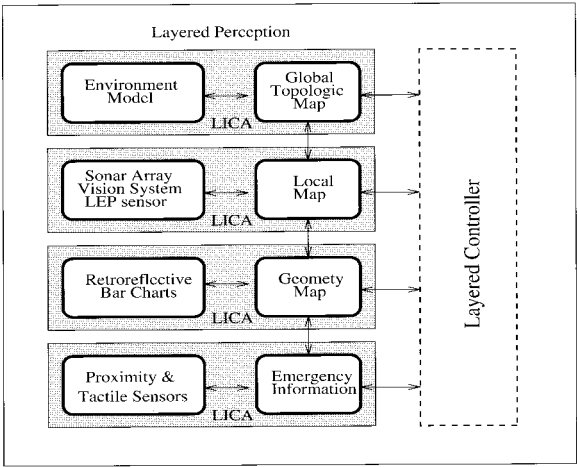 Layered Perception
Environment
Model
Global
Topologic
Map
LICA
Sonar Array
Vision System
LEP sensor
Local
Map
LICA
Retroreflective
Bar Charts
Geomety
Map
LICA
Proximity &
Tactile Sensors
Emergency
Information
LICA
Layered Controller